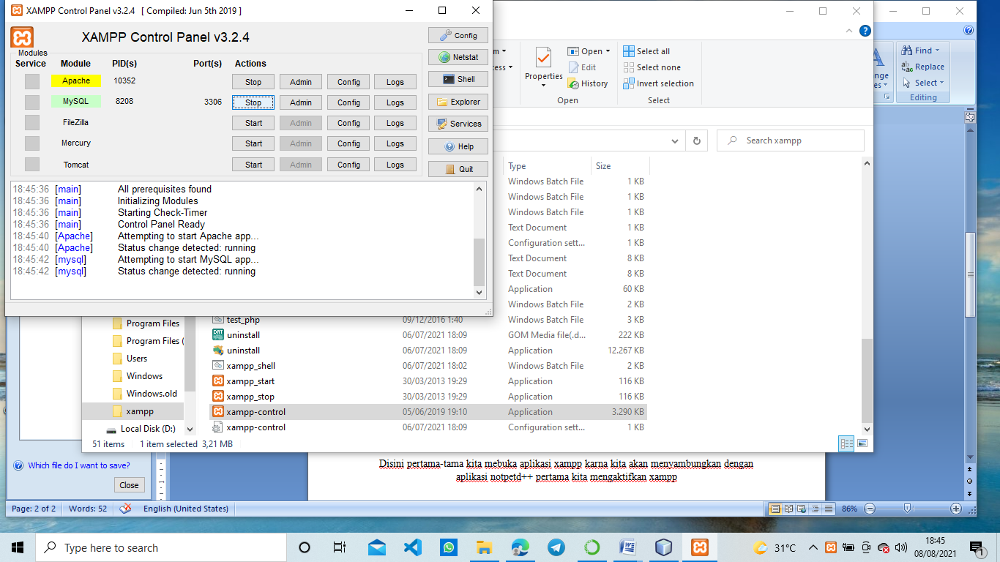 XAMPP Control Panel v3.2.4 [ Compiled: Jun 5th 2019 ]
XAMPP Control Panel v3.2.4
Config
Modules
Service Module PID(s) Port(s) Actions
Netstat
Apache 10352 Stop Admin Config Logs
Shell
MySQL 8208 3306 Stop Admin Config Logs
Explorer
FileZilla Start Admin Config Logs
Services
Mercury Start Admin Config Logs
Help
Tomcat Start Admin Config Logs
Quit
18:45:36 [main] All prerequisites found
18:45:36 [main] Initializing Modules
18:45:36 [main] Starting Check-Timer
18:45:36 [main] Control Panel Ready
18:45:40 [Apache] Attempting to start Apache app...
18:45:40 [Apache] Status change detected: running
18:45:42 [mysql] Attempting to start MySQL app...
18:45:42 [mysql] Status change detected: running
Properties
Open
Edit
History
Open
Select all
Select none
Invert selection
Select
Find
Replace
Select
Editing
Search xampp
Type Size
Windows Batch File 1 KB
Windows Batch File 1 KB
Windows Batch File 1 KB
Text Document 1 KB
Configuration sett... 1 KB
Text Document 8 KB
Text Document 8 KB
Application 60 KB
Windows Batch File 2 KB
test_php 09/12/2016 1:40 Windows Batch File 3 KB
uninstall 06/07/2021 18:09 GOM Media file(.d... 222 KB
uninstall 06/07/2021 18:09 Application 12.267 KB
xampp_shell 06/07/2021 18:02 Windows Batch File 2 KB
xampp_start 30/03/2013 19:29 Application 116 KB
xampp_stop 30/03/2013 19:29 Application 116 KB
xampp-control 05/06/2019 19:10 Application 3.290 KB
xampp-control 06/07/2021 18:09 Configuration sett... 1 KB
Program Files
Program Files (
Users
Windows
Windows.old
xampp
Local Disk (D:)
51 items 1 item selected 3,21 MB
Which file do I want to save?
Close
Disini pertama-tama kita mebuka aplikasi xampp karna kita akan menyambungkan dengan
aplikasi notpetd++ pertama kita mengaktifkan xampp
Page: 2 of 2 Words: 52 English (United States) 86%
Type here to search
31°C
18:45
08/08/2021
1